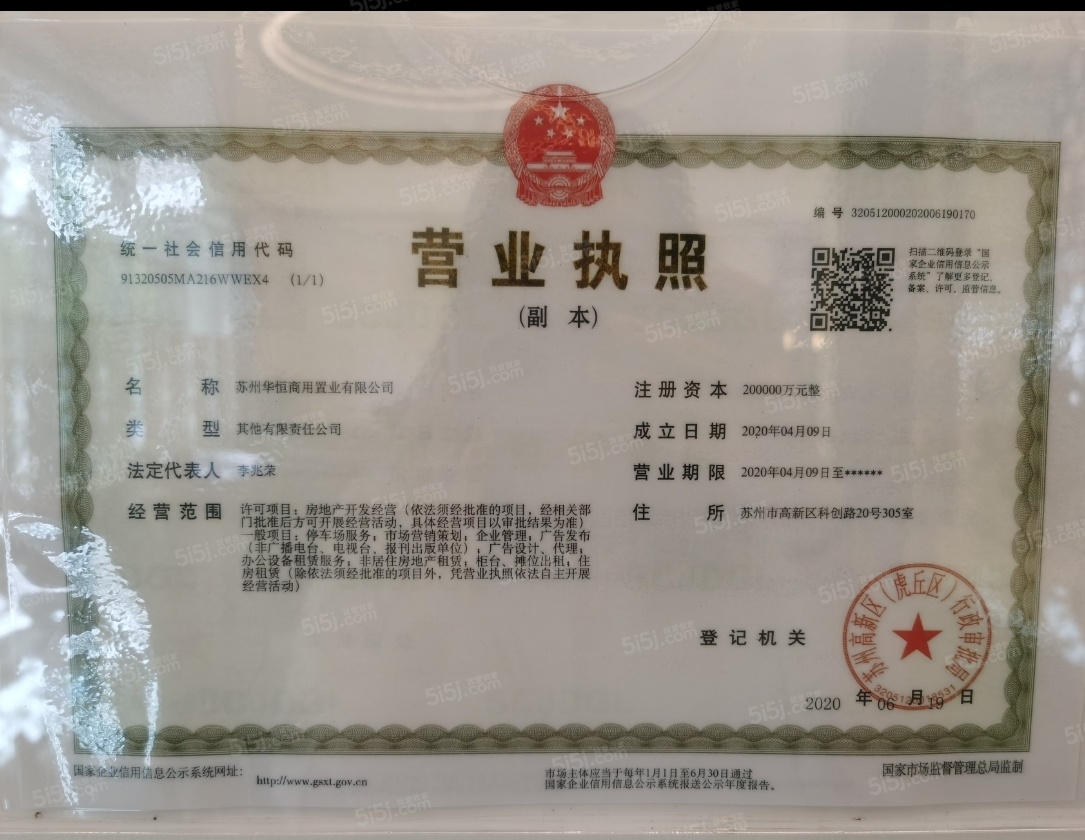 编 号 320512000202006190170
统一社会信用代码
91320505MA216WWEX4 (1/1)
营业执照
(副 本)
扫描二维码登录“国
家企业信用信息公示
系统”了解更多登记、
备案、许可、监管信息。
名 称 苏州华恒商用置业有限公司
类 型 其他有限责任公司
法定代表人 李兆荣
经营范围 许可项目：房地产开发经营（依法须经批准的项目，经相关部
门批准后方可开展经营活动，具体经营项目以审批结果为准）
一般项目：停车场服务；市场营销策划；企业管理；广告发布
（非广播电台、电视台、报刊出版单位）；广告设计、代理；
办公设备租赁服务；非居住房地产租赁；柜台、摊位出租；住
房租赁（除依法须经批准的项目外，凭营业执照依法自主开展
经营活动）
注册资本 200000万元整
成立日期 2020年04月09日
营业期限 2020年04月09日至******
住 所 苏州市高新区科创路20号305室
登记机关
苏州高新区（虎丘区）行政审批局
2020 年 06 月 19 日
国家企业信用信息公示系统网址：
http://www.gsxt.gov.cn
市场主体应当于每年1月1日至6月30日通过
国家企业信用信息公示系统报送公示年度报告。
国家市场监督管理总局监制
5i5j.com